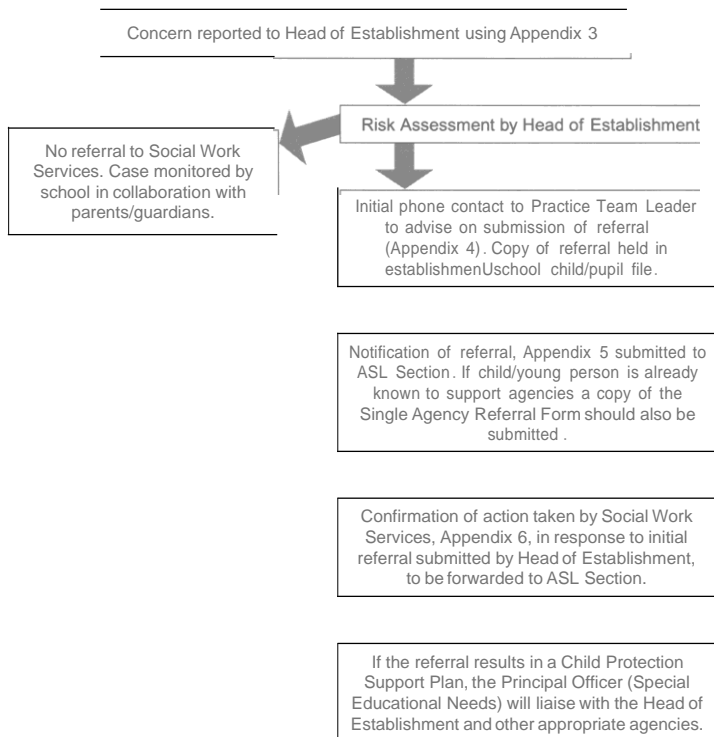 Concern reported to Head of Establishment using Appendix 3
Risk Assessment by Head of Establishment
No referral to Social Work
Services. Case monitored by
school in collaboration with
parents/guardians.
Initial phone contact to Practice Team Leader
to advise on submission of referral
(Appendix 4). Copy of referral held in
establishmenUschool child/pupil file.
Notification of referral, Appendix 5 submitted to
ASL Section. If child/young person is already
known to support agencies a copy of the
Single Agency Referral Form should also be
submitted .
Confirmation of action taken by Social Work
Services, Appendix 6, in response to initial
referral submitted by Head of Establishment,
to be forwarded to ASL Section.
If the referral results in a Child Protection
Support Plan, the Principal Officer (Special
Educational Needs) will liaise with the Head of
Establishment and other appropriate agencies.